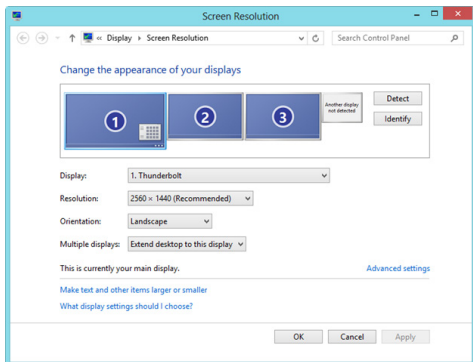 Screen Resolution
« Display Screen Resolution
Search Control Panel
Change the appearance of your displays
1
2
3
Another display
not detected
Detect
Identify
Display: 1. Thunderbolt
Resolution: 2560 × 1440 (Recommended)
Orientation: Landscape
Multiple displays: Extend desktop to this display
This is currently your main display.
Advanced settings
Make text and other items larger or smaller
What display settings should I choose?
OK Cancel Apply